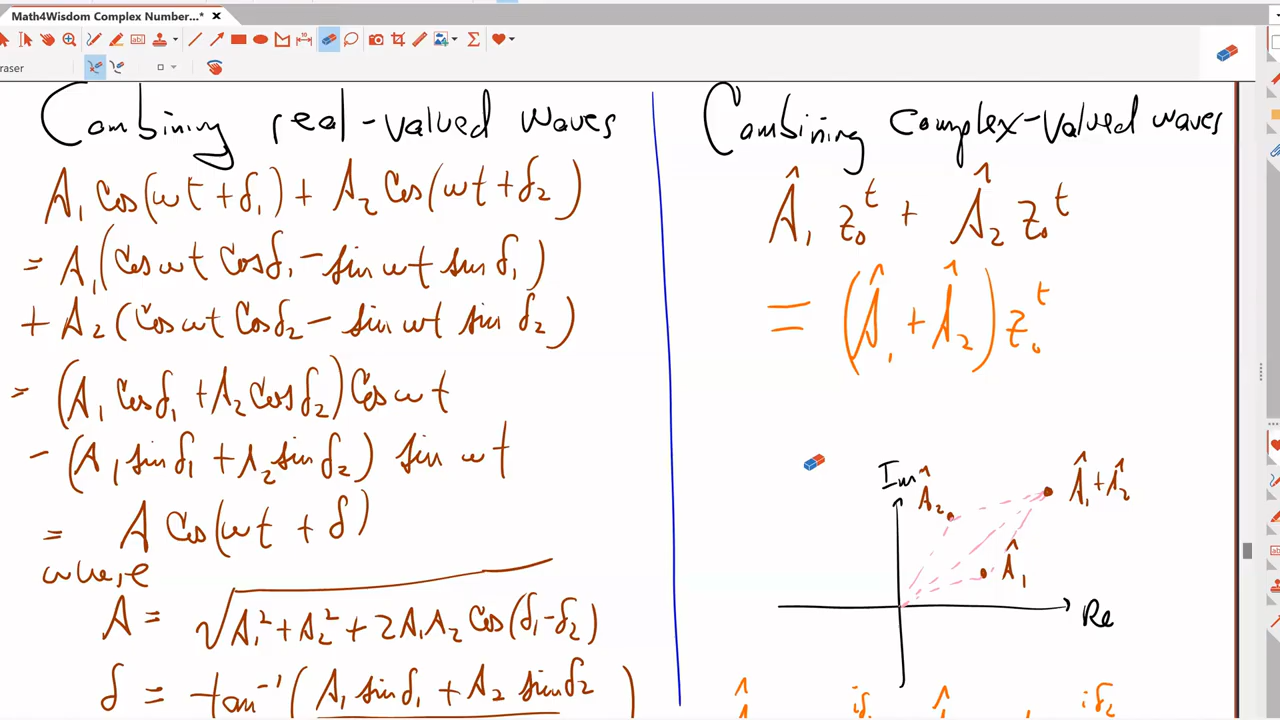 Math4Wisdom Complex Number...*
raser
Combining real-valued waves
A₁ Cos(ωt + δ₁) + A₂ Cos(ωt + δ₂)
= A₁(Cos ωt Cos δ₁ - sin ωt sin δ₁)
+ A₂ (Cos ωt Cos δ₂ - sin ωt sin δ₂)
= (A₁ Cos δ₁ + A₂ cos δ₂) Cos ωt
- (A₁ sin δ₁ + A₂ sin δ₂) sin ωt
= A Cos(ωt + δ)
where
A = √A₁² + A₂² + 2A₁A₂ Cos(δ₁-δ₂)
δ = tan⁻¹ ( A₁ sin δ₁ + A₂ sin δ₂ )
Combining Complex-Valued waves
Â₁ z₀ᵗ + Â₂ z₀ᵗ
= (Â₁ + Â₂) z₀ᵗ
Im
Â₂
Â₁ + Â₂
Â₁
Re
iδ₂